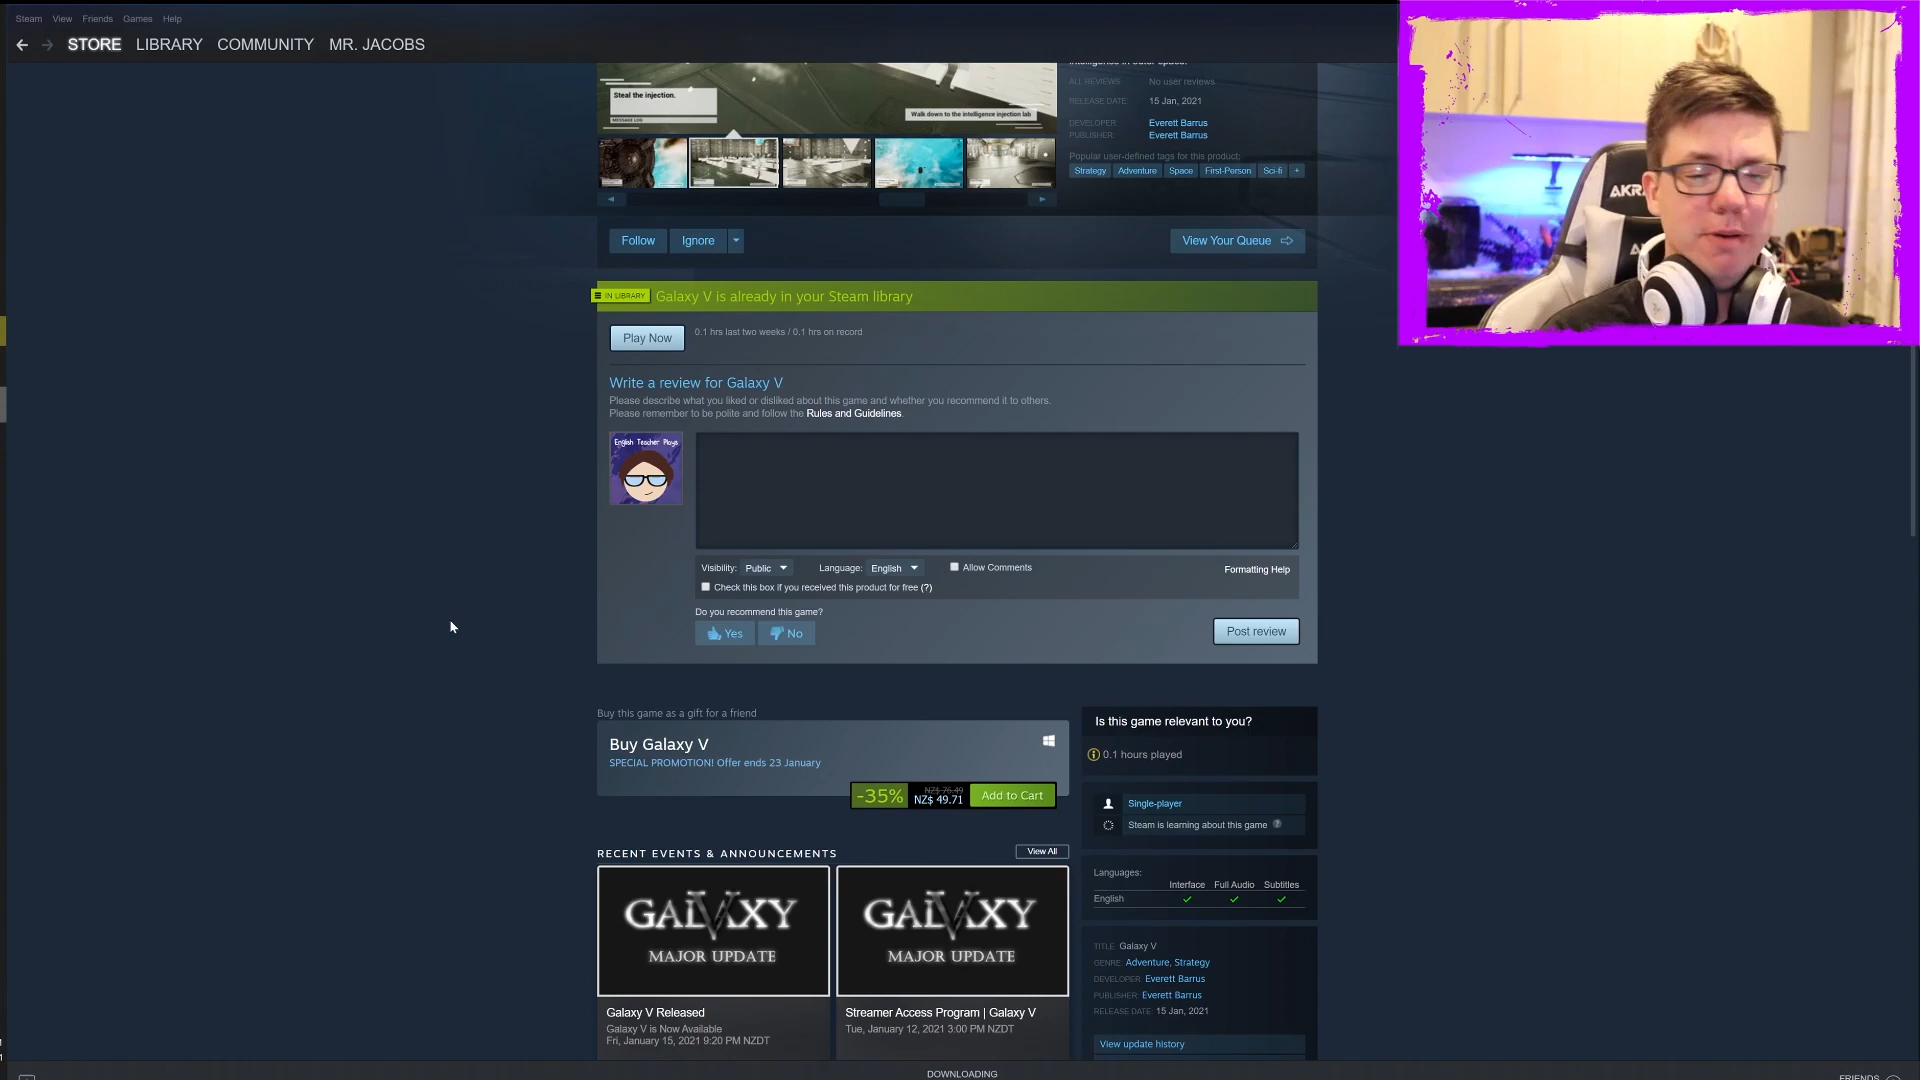 Steam View Friends Games Help
STORE LIBRARY COMMUNITY MR. JACOBS
Steal the injection.
MESSAGE LOG
Walk down to the intelligence injection lab
ALL REVIEWS: No user reviews
RELEASE DATE: 15 Jan, 2021
DEVELOPER: Everett Barrus
PUBLISHER: Everett Barrus
Popular user-defined tags for this product:
Strategy Adventure Space First-Person Sci-fi +
Follow Ignore
View Your Queue
IN LIBRARY Galaxy V is already in your Steam library
Play Now 0.1 hrs last two weeks / 0.1 hrs on record
Write a review for Galaxy V
Please describe what you liked or disliked about this game and whether you recommend it to others.
Please remember to be polite and follow the Rules and Guidelines.
English Teacher Plays
Visibility: Public Language: English Allow Comments Formatting Help
Check this box if you received this product for free (?)
Do you recommend this game?
Yes No
Post review
Buy this game as a gift for a friend
Buy Galaxy V
SPECIAL PROMOTION! Offer ends 23 January
-35% NZ$ 76.49 NZ$ 49.71 Add to Cart
Is this game relevant to you?
0.1 hours played
Single-player
Steam is learning about this game ?
Languages:
Interface Full Audio Subtitles
English
RECENT EVENTS & ANNOUNCEMENTS View All
GALAXY V
MAJOR UPDATE
Galaxy V Released
Galaxy V is Now Available
Fri, January 15, 2021 9:20 PM NZDT
GALAXY V
MAJOR UPDATE
Streamer Access Program | Galaxy V
Tue, January 12, 2021 3:00 PM NZDT
TITLE: Galaxy V
GENRE: Adventure, Strategy
DEVELOPER: Everett Barrus
PUBLISHER: Everett Barrus
RELEASE DATE: 15 Jan, 2021
View update history
DOWNLOADING
FRIENDS
AKR